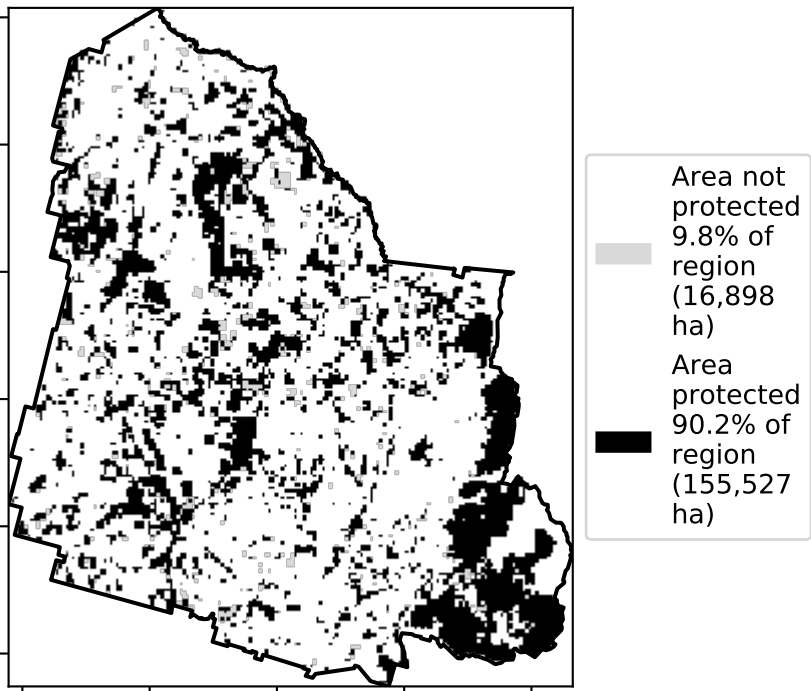 Area not
protected
9.8% of
region
(16,898
ha)
Area
protected
90.2% of
region
(155,527
ha)